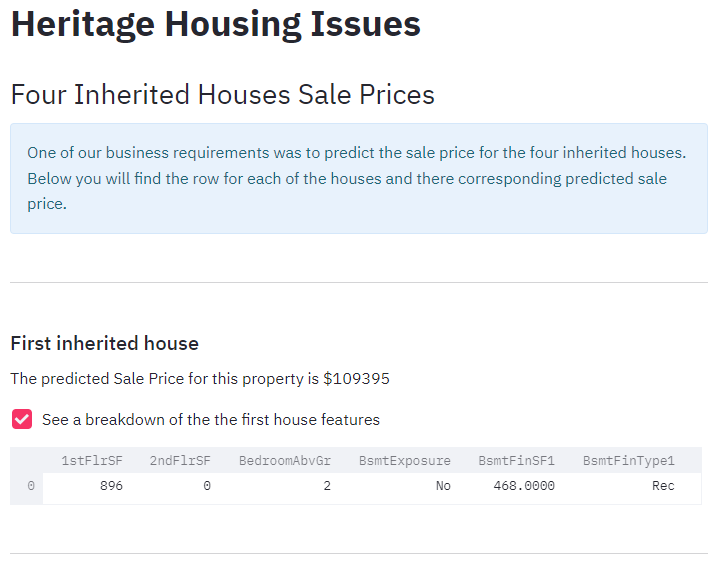 Heritage Housing Issues
Four Inherited Houses Sale Prices
One of our business requirements was to predict the sale price for the four inherited houses.
Below you will find the row for each of the houses and there corresponding predicted sale
price.
First inherited house
The predicted Sale Price for this property is $109395
See a breakdown of the the first house features
1stFlrSF 2ndFlrSF BedroomAbvGr BsmtExposure BsmtFinSF1 BsmtFinType1
0 896 0 2 No 468.0000 Rec